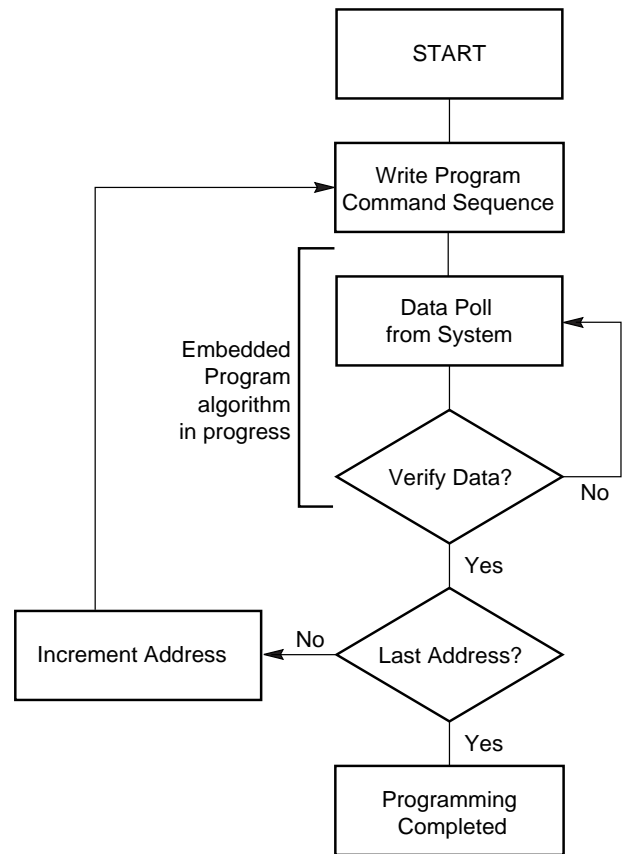 START
Write Program
Command Sequence
Data Poll
from System
Embedded
Program
algorithm
in progress
Verify Data?
No
Yes
No
Increment Address
Last Address?
Yes
Programming
Completed